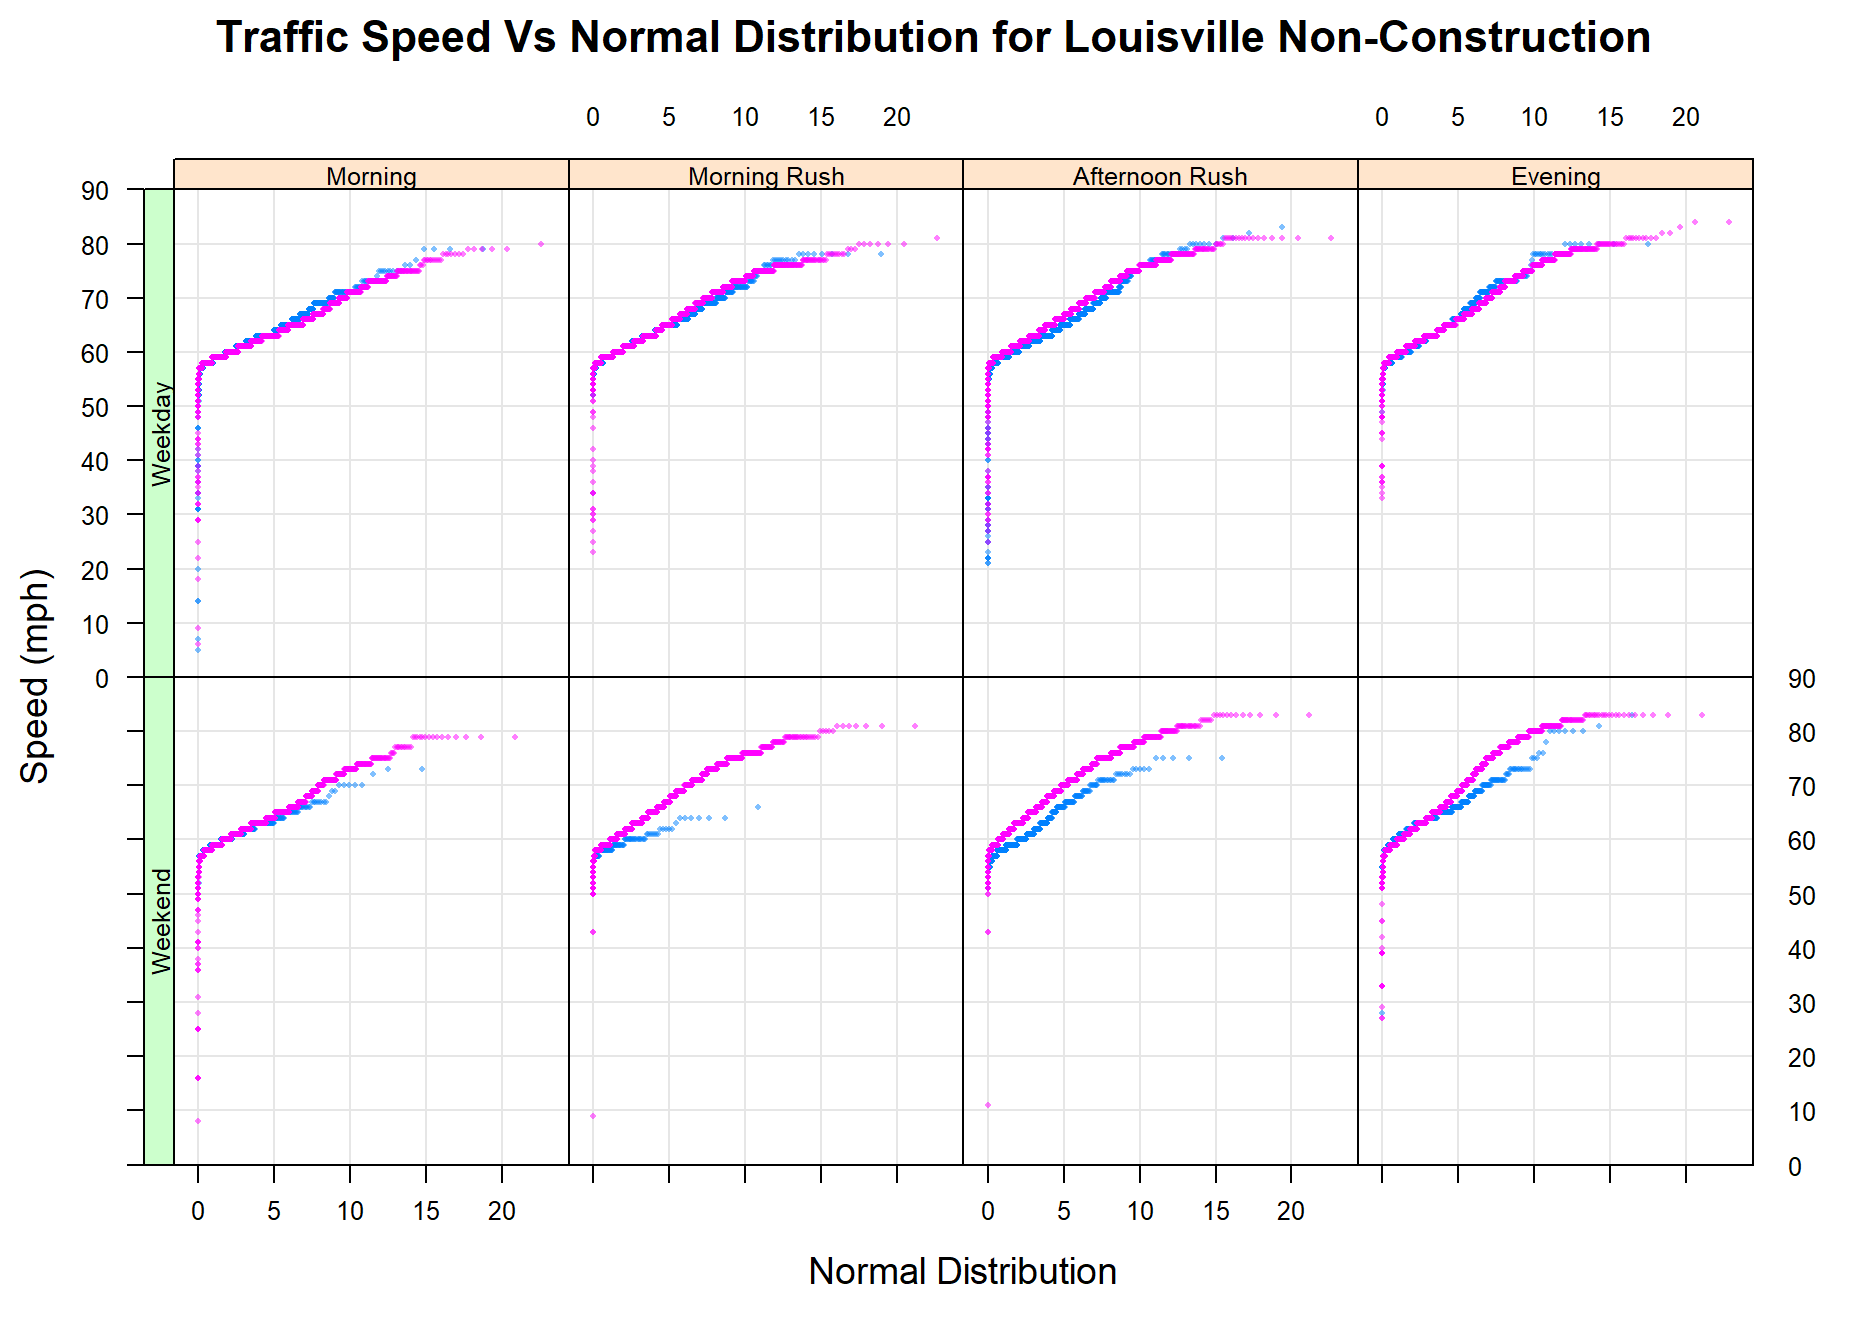 Traffic Speed Vs Normal Distribution for Louisville Non-Construction
0 5 10 15 20 0 5 10 15 20
Morning Morning Rush Afternoon Rush Evening
90
80
70
60
50
40
30
20
10
0
Weekday
Speed (mph)
Weekend
90
80
70
60
50
40
30
20
10
0
0 5 10 15 20 0 5 10 15 20
Normal Distribution